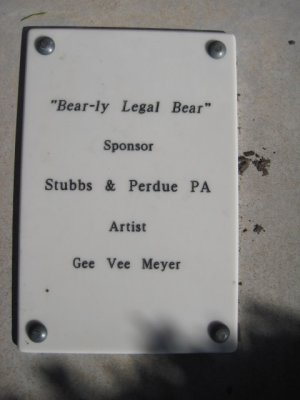 "Bear-ly Legal Bear"
Sponsor
Stubbs & Perdue PA
Artist
Gee Vee Meyer